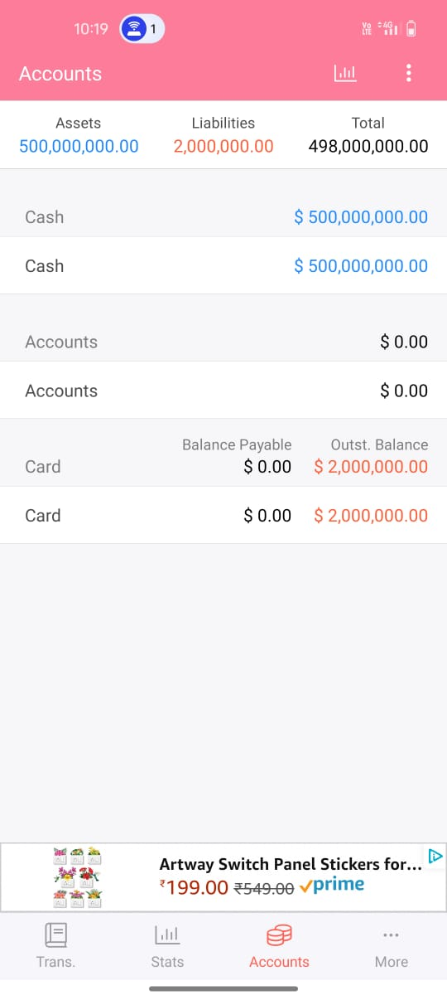 10:19 1 Vo LTE 4G
Accounts
Assets Liabilities Total
500,000,000.00 2,000,000.00 498,000,000.00
Cash $ 500,000,000.00
Cash $ 500,000,000.00
Accounts $ 0.00
Accounts $ 0.00
Balance Payable Outst. Balance
Card $ 0.00 $ 2,000,000.00
Card $ 0.00 $ 2,000,000.00
Artway Switch Panel Stickers for...
₹199.00 ₹549.00 prime
Trans. Stats Accounts More